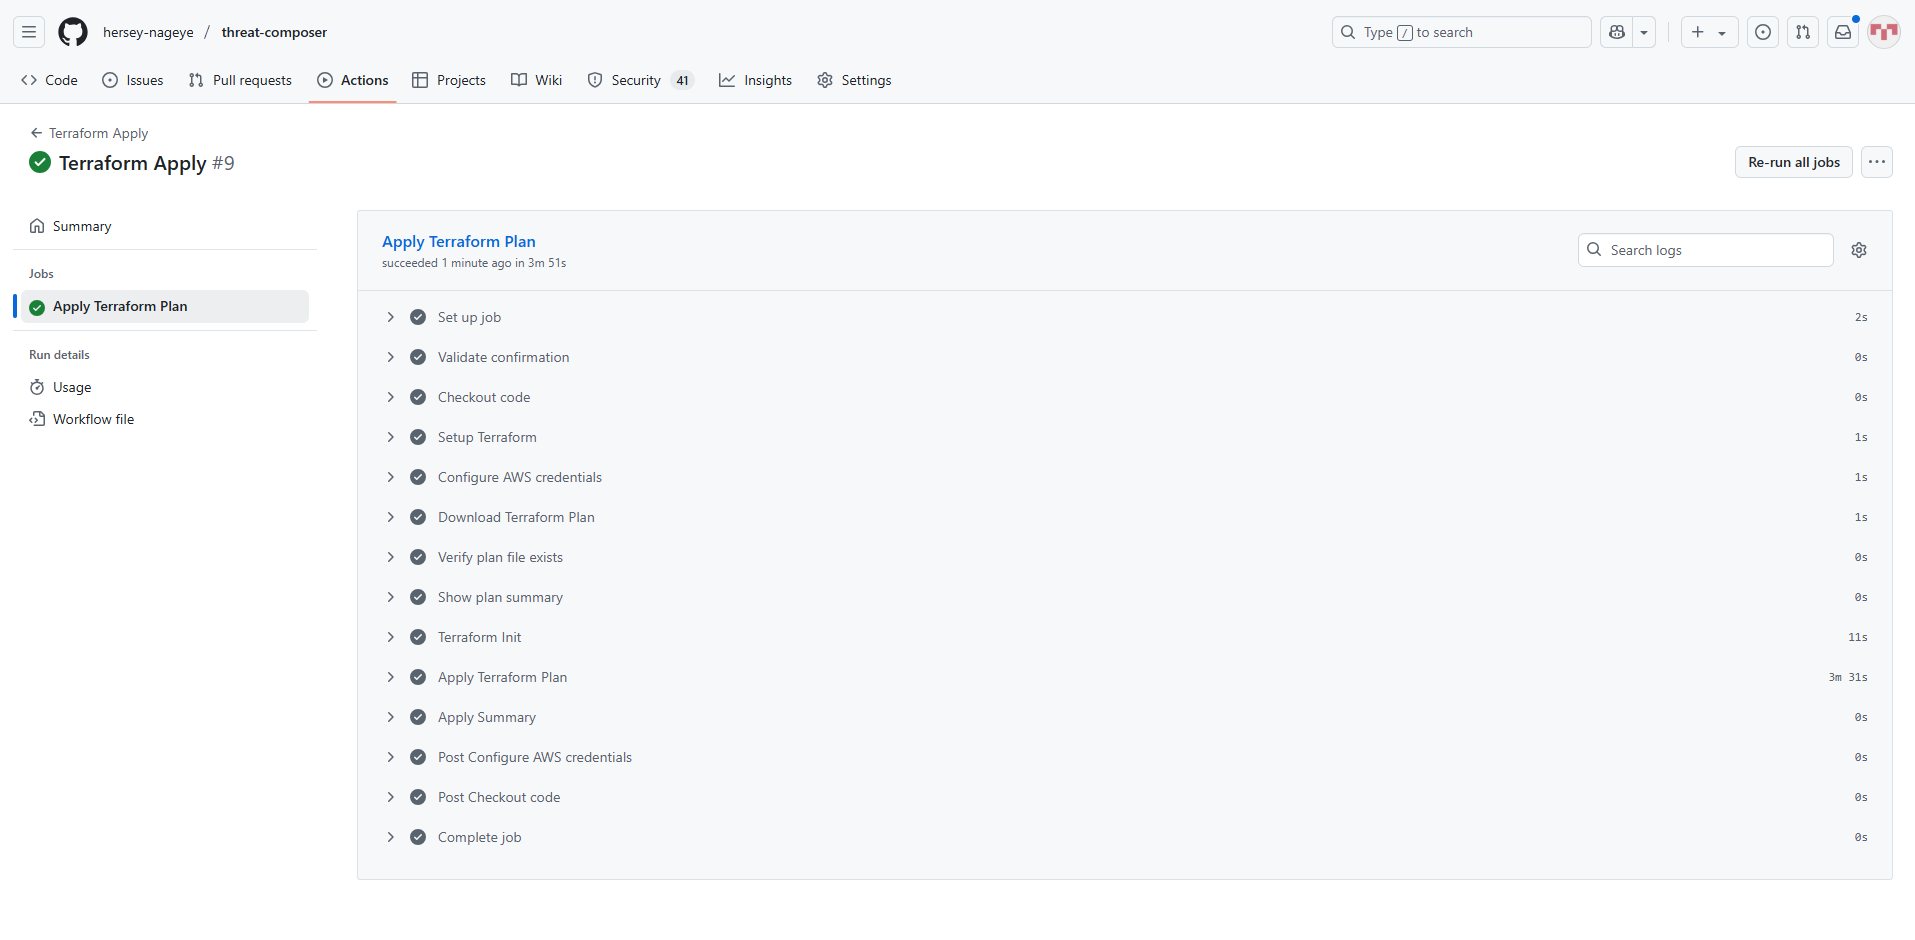 hersey-nageye / threat-composer
Type / to search
Code Issues Pull requests Actions Projects Wiki Security 41 Insights Settings
Terraform Apply
Terraform Apply #9
Re-run all jobs
Summary
Jobs
Apply Terraform Plan
Run details
Usage
Workflow file
Apply Terraform Plan
succeeded 1 minute ago in 3m 51s
Search logs
Set up job 2s
Validate confirmation 0s
Checkout code 0s
Setup Terraform 1s
Configure AWS credentials 1s
Download Terraform Plan 1s
Verify plan file exists 0s
Show plan summary 0s
Terraform Init 11s
Apply Terraform Plan 3m 31s
Apply Summary 0s
Post Configure AWS credentials 0s
Post Checkout code 0s
Complete job 0s